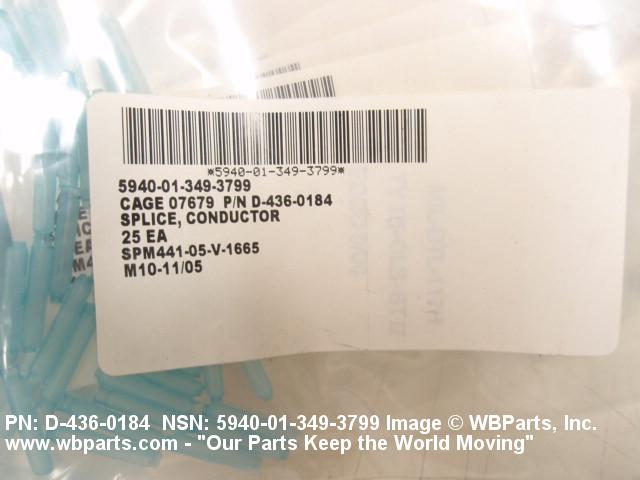 *5940-01-349-3799*
5940-01-349-3799
CAGE 07679 P/N D-436-0184
SPLICE, CONDUCTOR
25 EA
SPM441-05-V-1665
M10-11/05
PN: D-436-0184 NSN: 5940-01-349-3799 Image © WBParts, Inc.
www.wbparts.com - "Our Parts Keep the World Moving"